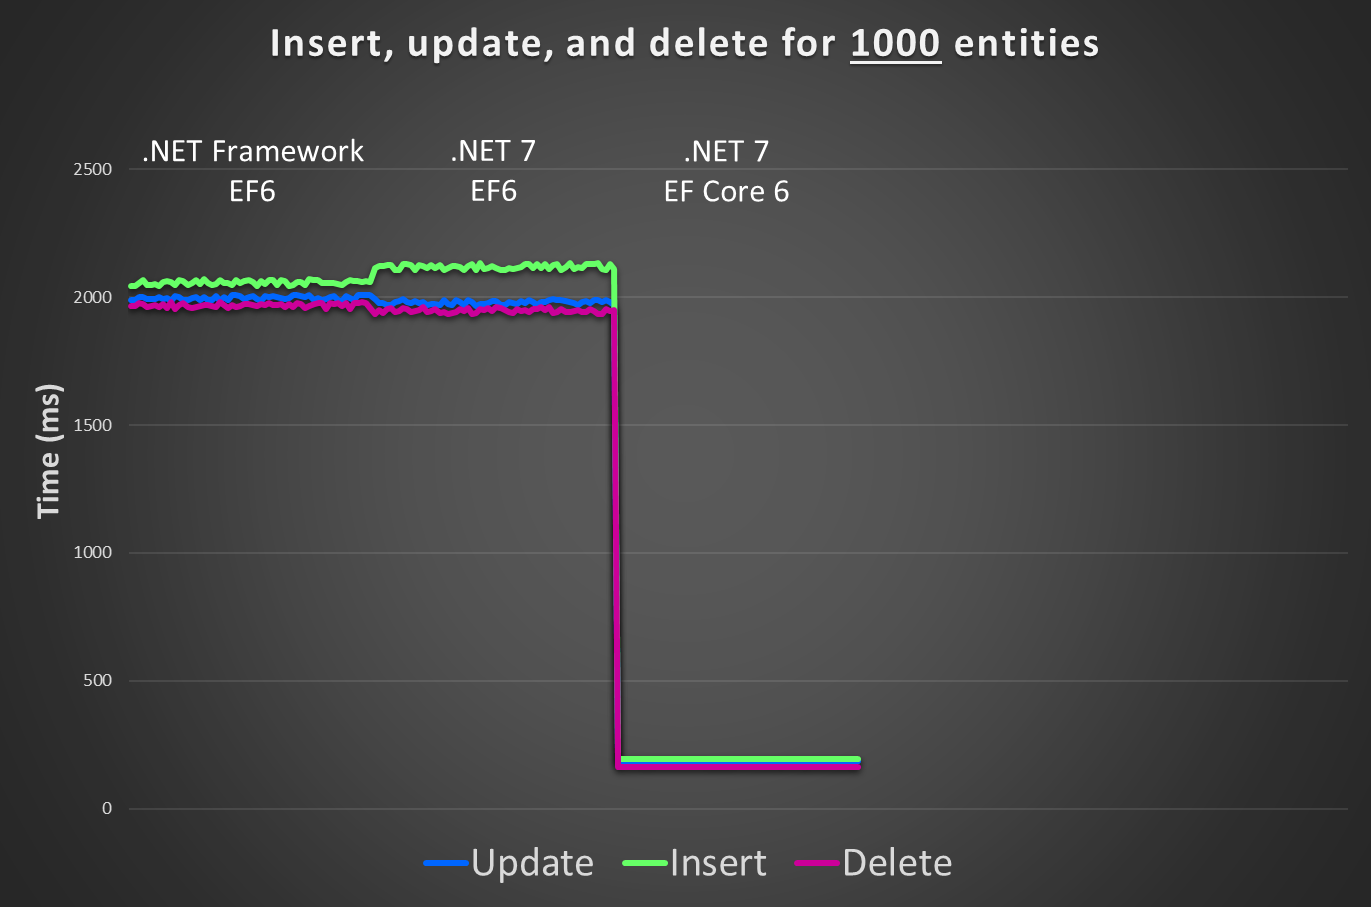 Insert, update, and delete for 1000 entities
.NET Framework
EF6
.NET 7
EF6
.NET 7
EF Core 6
Time (ms)
2500
2000
1500
1000
500
0
Update
Insert
Delete